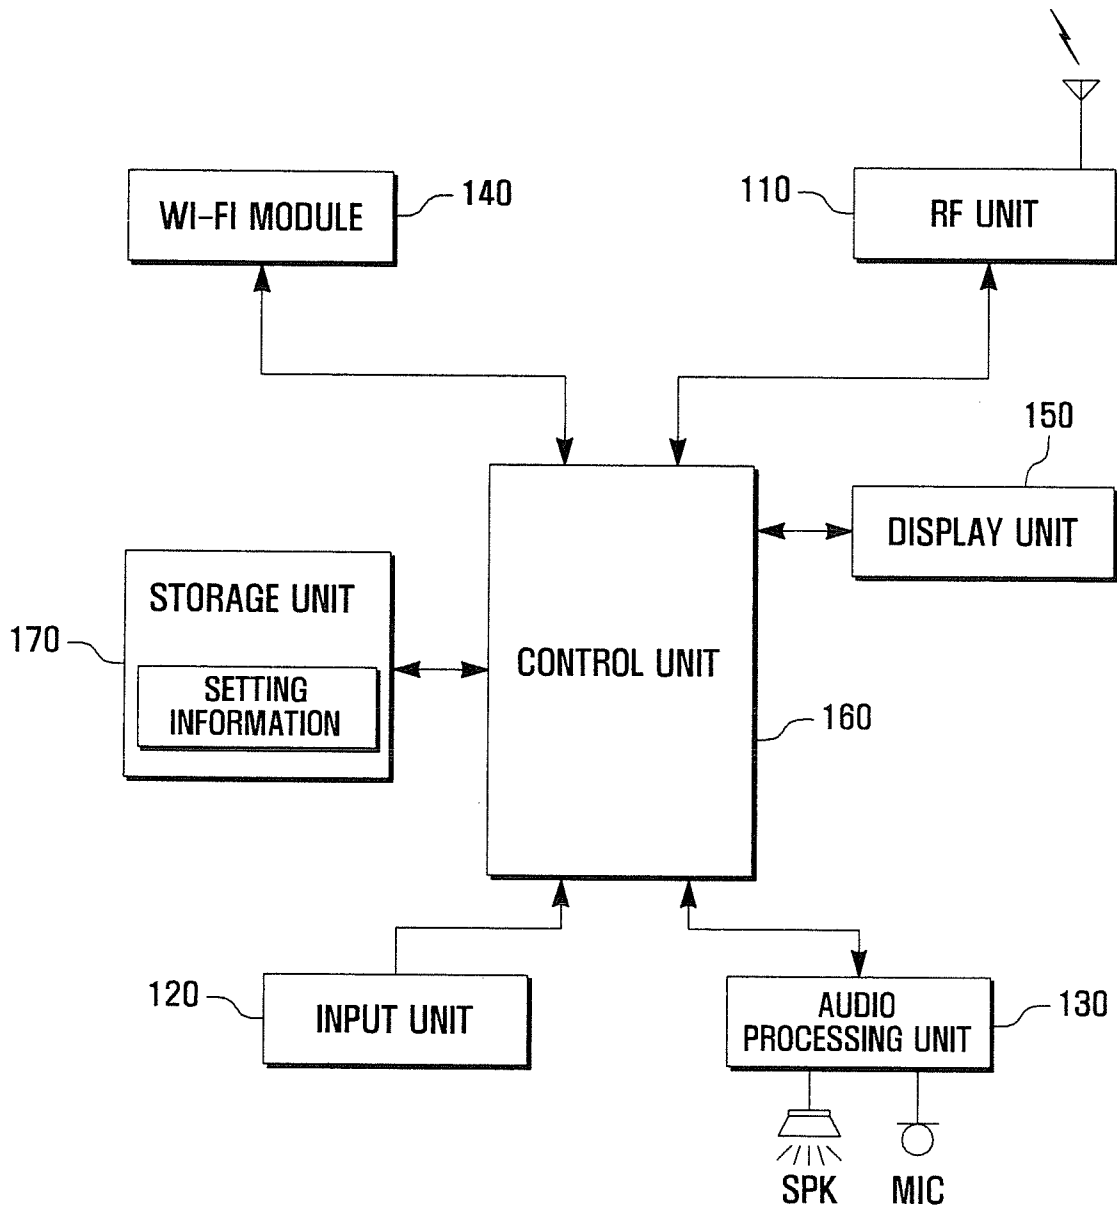 WI-FI MODULE
140
110
RF UNIT
150
DISPLAY UNIT
STORAGE UNIT
170
SETTING
INFORMATION
CONTROL UNIT
160
120
INPUT UNIT
AUDIO
PROCESSING UNIT
130
SPK
MIC